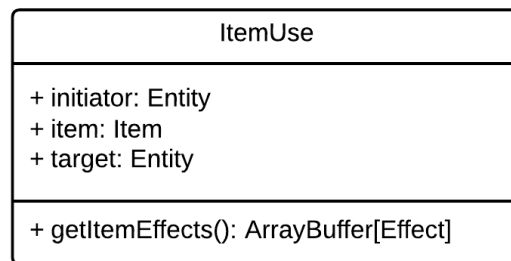 ItemUse
+ initiator: Entity
+ item: Item
+ target: Entity
+ getItemEffects(): ArrayBuffer[Effect]